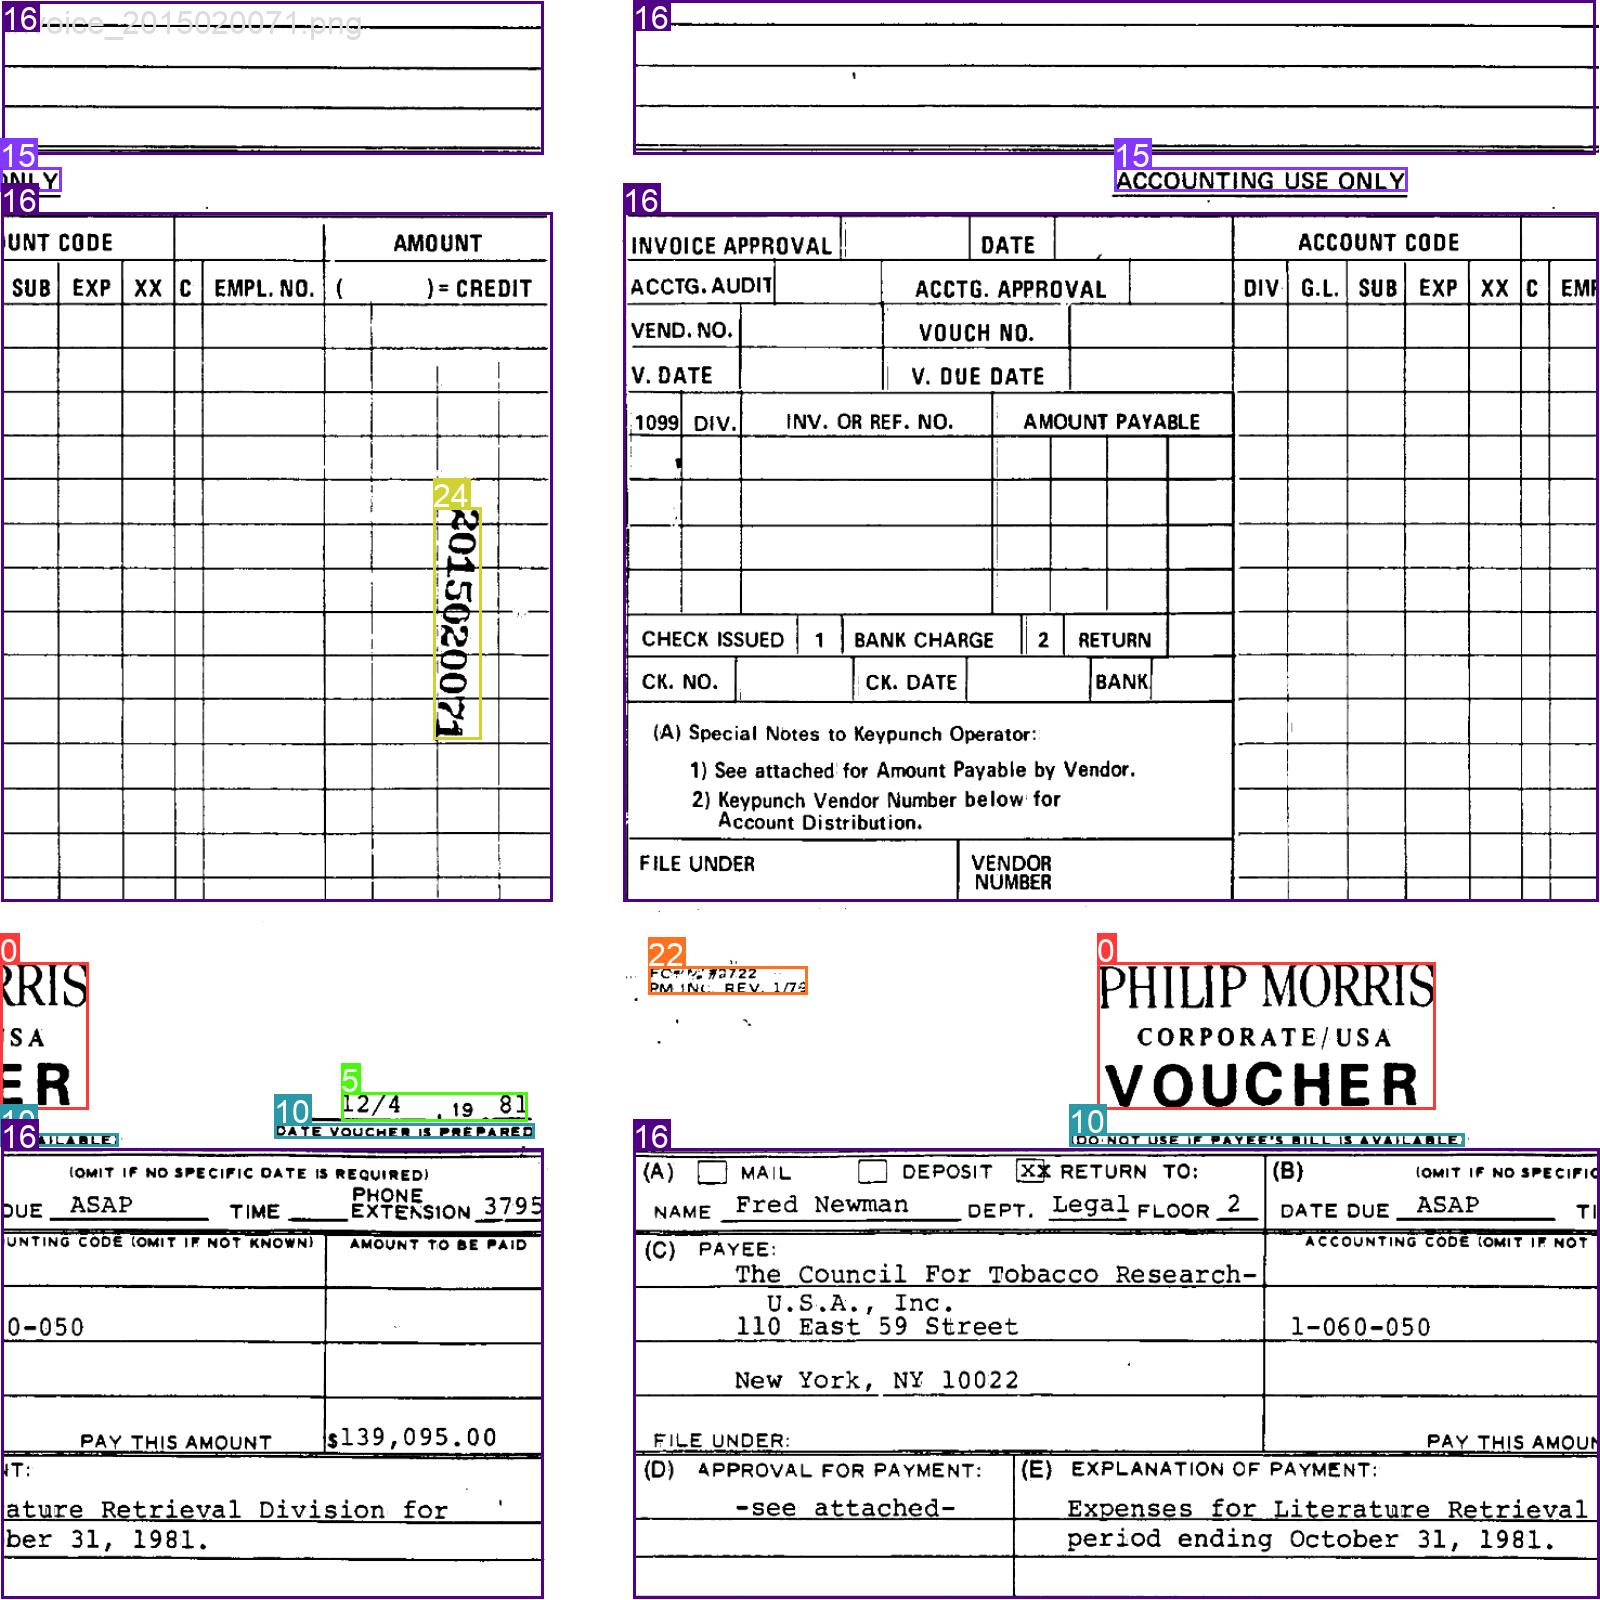 16
oice_2015020071.png
16
15
ONLY
15
ACCOUNTING USE ONLY
16
UNT CODE
AMOUNT
SUB EXP XX C EMPL. NO. ( ) = CREDIT
24
2015020071
16
INVOICE APPROVAL DATE ACCOUNT CODE
ACCTG. AUDIT ACCTG. APPROVAL DIV G.L. SUB EXP XX C EMP
VEND. NO. VOUCH NO.
V. DATE V. DUE DATE
1099 DIV. INV. OR REF. NO. AMOUNT PAYABLE
CHECK ISSUED 1 BANK CHARGE 2 RETURN
CK. NO. CK. DATE BANK
(A) Special Notes to Keypunch Operator:
1) See attached for Amount Payable by Vendor.
2) Keypunch Vendor Number below for
Account Distribution.
FILE UNDER VENDOR
NUMBER
0
RRIS
USA
ER
5
12/4 , 19 81
10
DATE VOUCHER IS PREPARED
10
AILABLE)
22
PM INC. REV. 1/79
0
PHILIP MORRIS
CORPORATE/USA
VOUCHER
10
(DO NOT USE IF PAYEE'S BILL IS AVAILABLE)
16
(OMIT IF NO SPECIFIC DATE IS REQUIRED)
DUE ASAP TIME PHONE
EXTENSION 3795
UNTING CODE (OMIT IF NOT KNOWN) AMOUNT TO BE PAID
0-050
PAY THIS AMOUNT $139,095.00
NT:
ature Retrieval Division for
ber 31, 1981.
16
(A) MAIL DEPOSIT XX RETURN TO: (B) (OMIT IF NO SPECIFIC
NAME Fred Newman DEPT. Legal FLOOR 2 DATE DUE ASAP TI
(C) PAYEE: ACCOUNTING CODE (OMIT IF NOT
The Council For Tobacco Research-
U.S.A., Inc.
110 East 59 Street 1-060-050
New York, NY 10022
FILE UNDER: PAY THIS AMOUN
(D) APPROVAL FOR PAYMENT: (E) EXPLANATION OF PAYMENT:
-see attached- Expenses for Literature Retrieval
period ending October 31, 1981.